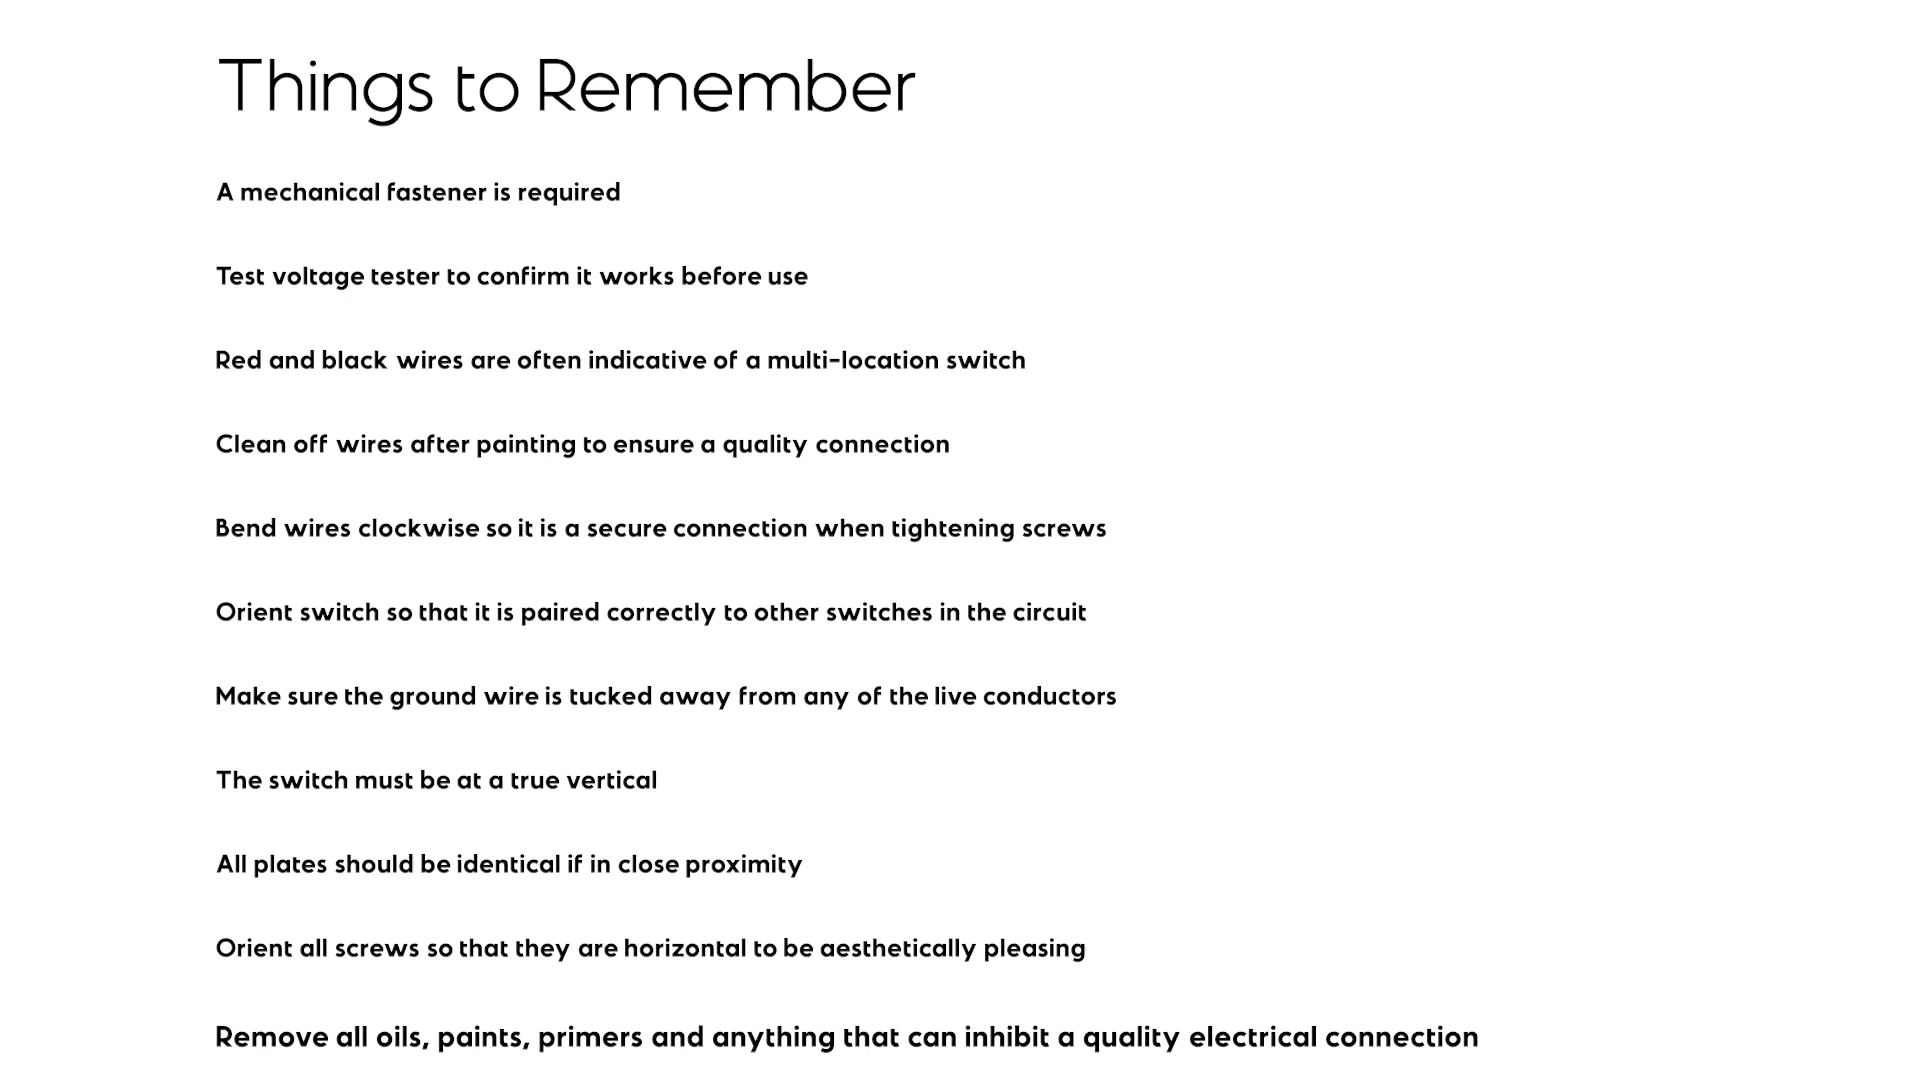 Things to Remember
A mechanical fastener is required
Test voltage tester to confirm it works before use
Red and black wires are often indicative of a multi-location switch
Clean off wires after painting to ensure a quality connection
Bend wires clockwise so it is a secure connection when tightening screws
Orient switch so that it is paired correctly to other switches in the circuit
Make sure the ground wire is tucked away from any of the live conductors
The switch must be at a true vertical
All plates should be identical if in close proximity
Orient all screws so that they are horizontal to be aesthetically pleasing
Remove all oils, paints, primers and anything that can inhibit a quality electrical connection